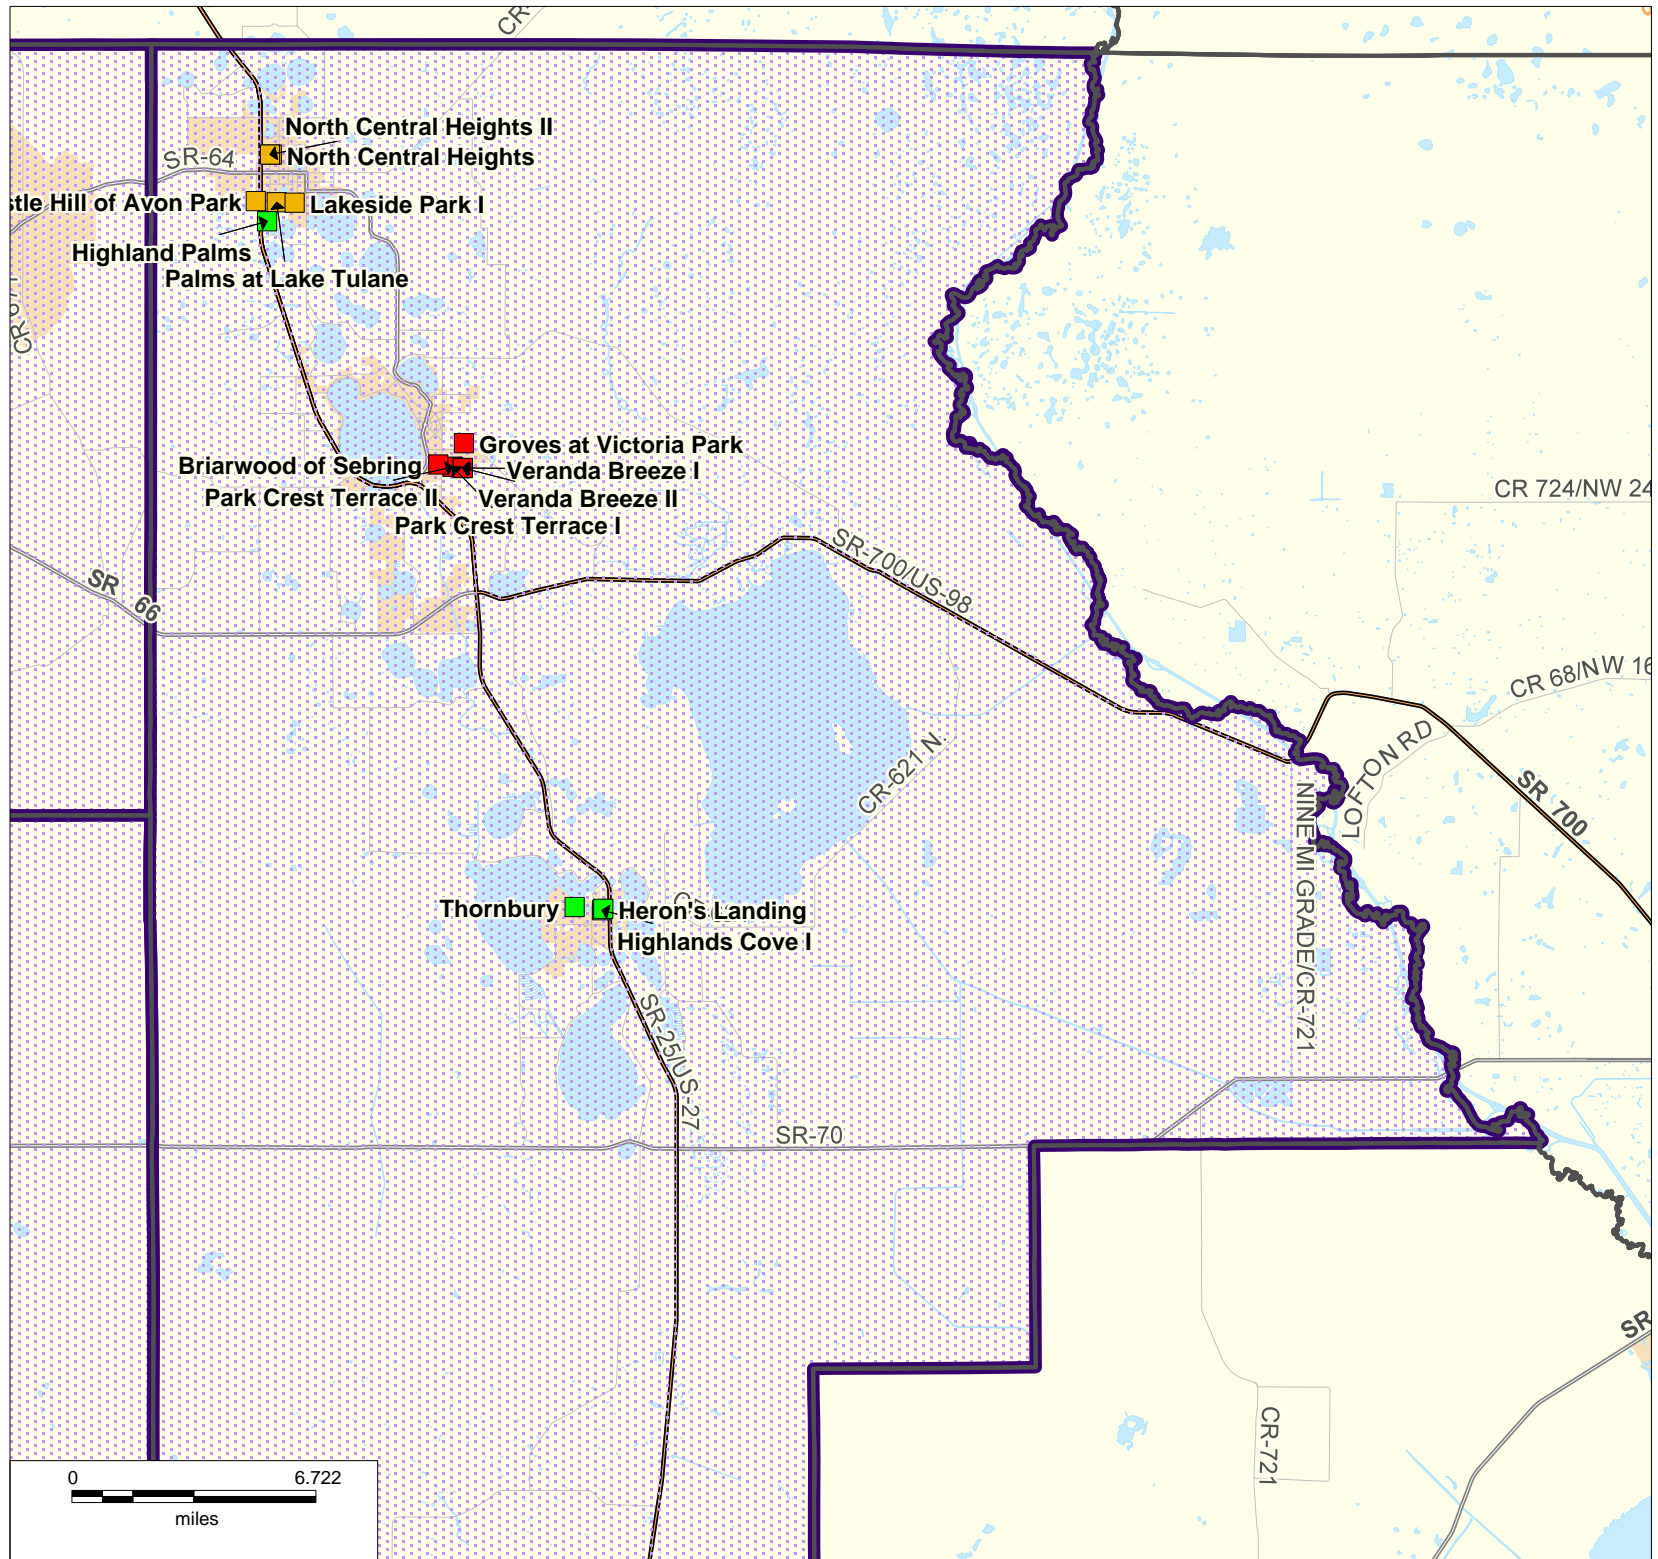 CR
North Central Heights II
North Central Heights
SR-64
stle Hill of Avon Park
Lakeside Park I
Highland Palms
Palms at Lake Tulane
Groves at Victoria Park
Briarwood of Sebring
Veranda Breeze I
Park Crest Terrace II
Veranda Breeze II
Park Crest Terrace I
CR 724/NW 24
SR-700/US-98
SR 66
CR 68/NW 16
LOFTON RD
CR-621 N.
SR 700
NINE MI GRADE/CR-721
Thornbury
Heron's Landing
Highlands Cove I
SR-25/US-27
SR-70
SR
CR-721
0 6.722
miles